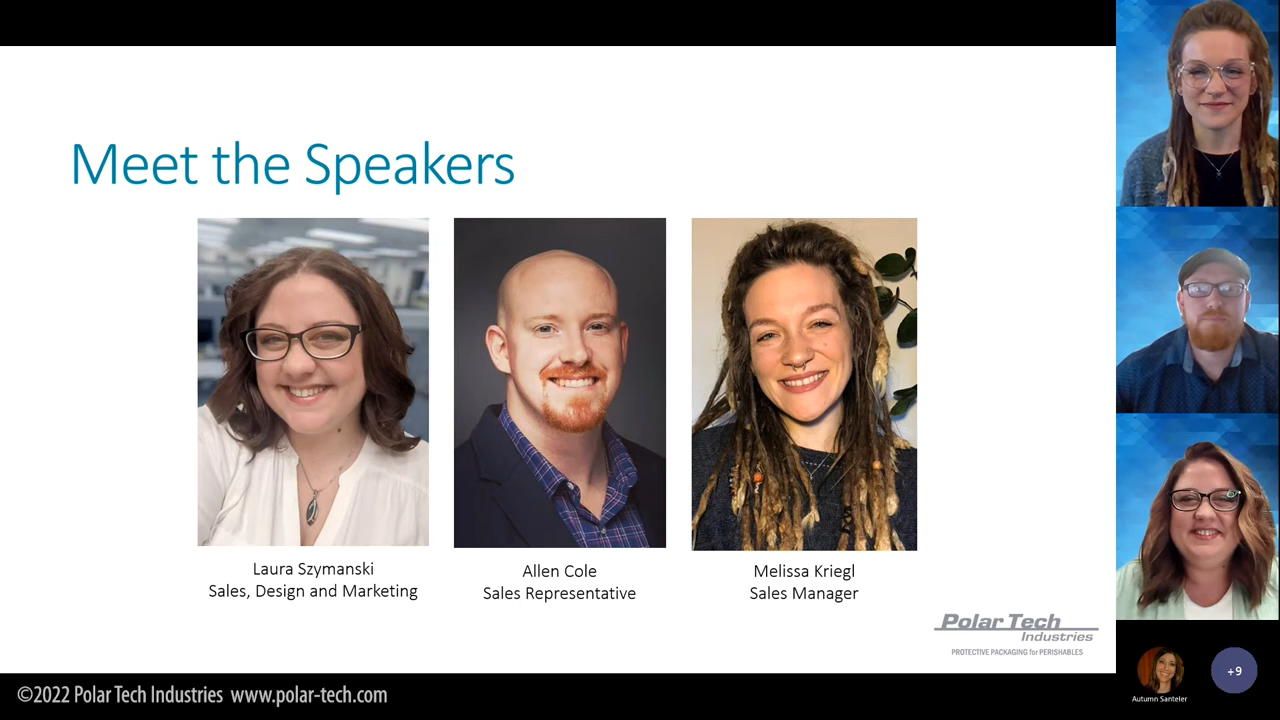 Meet the Speakers
Laura Szymanski
Sales, Design and Marketing
Allen Cole
Sales Representative
Melissa Kriegl
Sales Manager
Polar Tech
Industries
PROTECTIVE PACKAGING for PERISHABLES
©2022 Polar Tech Industries www.polar-tech.com
Autumn Santeler
+9